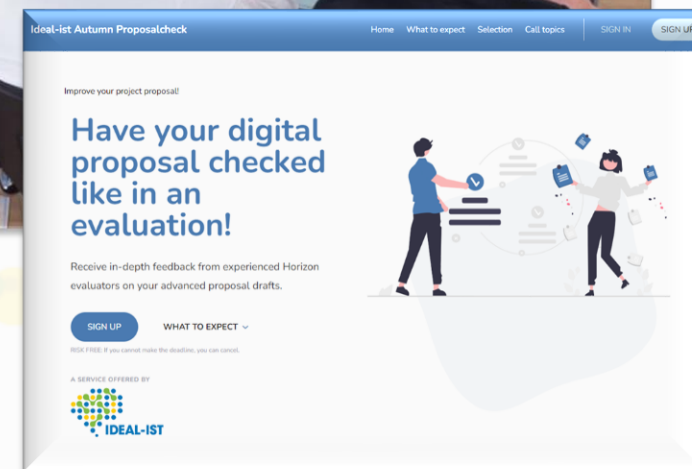 Ideal-ist Autumn Proposalcheck
Home What to expect Selection Call topics SIGN IN SIGN UP
Improve your project proposal!
Have your digital
proposal checked
like in an
evaluation!
Receive in-depth feedback from experienced Horizon
evaluators on your advanced proposal drafts.
SIGN UP WHAT TO EXPECT
RISK FREE: If you cannot make the deadline, you can cancel.
A SERVICE OFFERED BY
IDEAL-IST